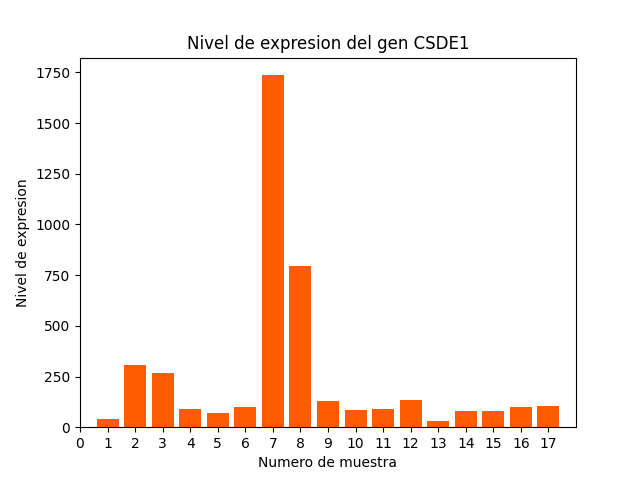 Nivel de expresion del gen CSDE1
1750
1500
1250
1000
750
500
250
0
Nivel de expresion
0 1 2 3 4 5 6 7 8 9 10 11 12 13 14 15 16 17
Numero de muestra